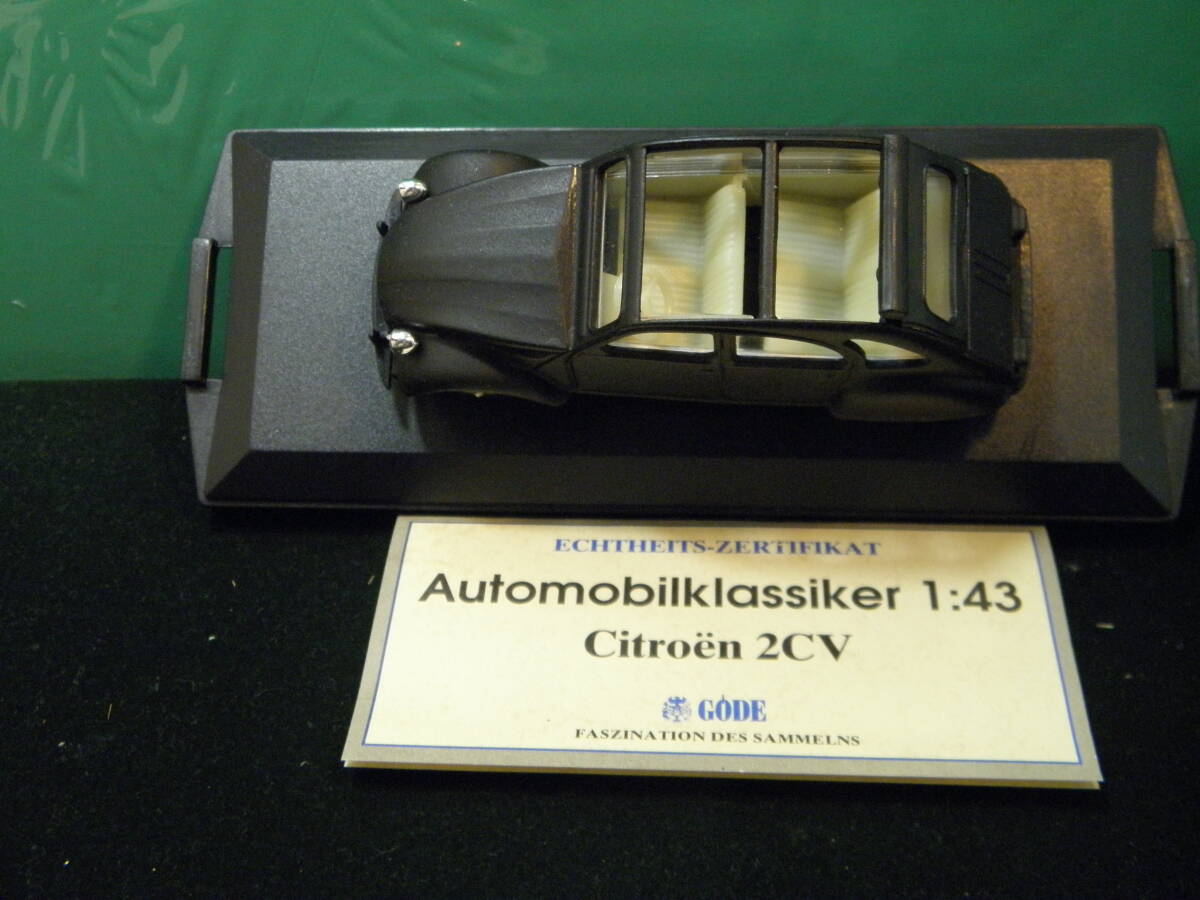 ECHTHEITS-ZERTIFIKAT
Automobilklassiker 1:43
Citroën 2CV
GÖDE
FASZINATION DES SAMMELNS